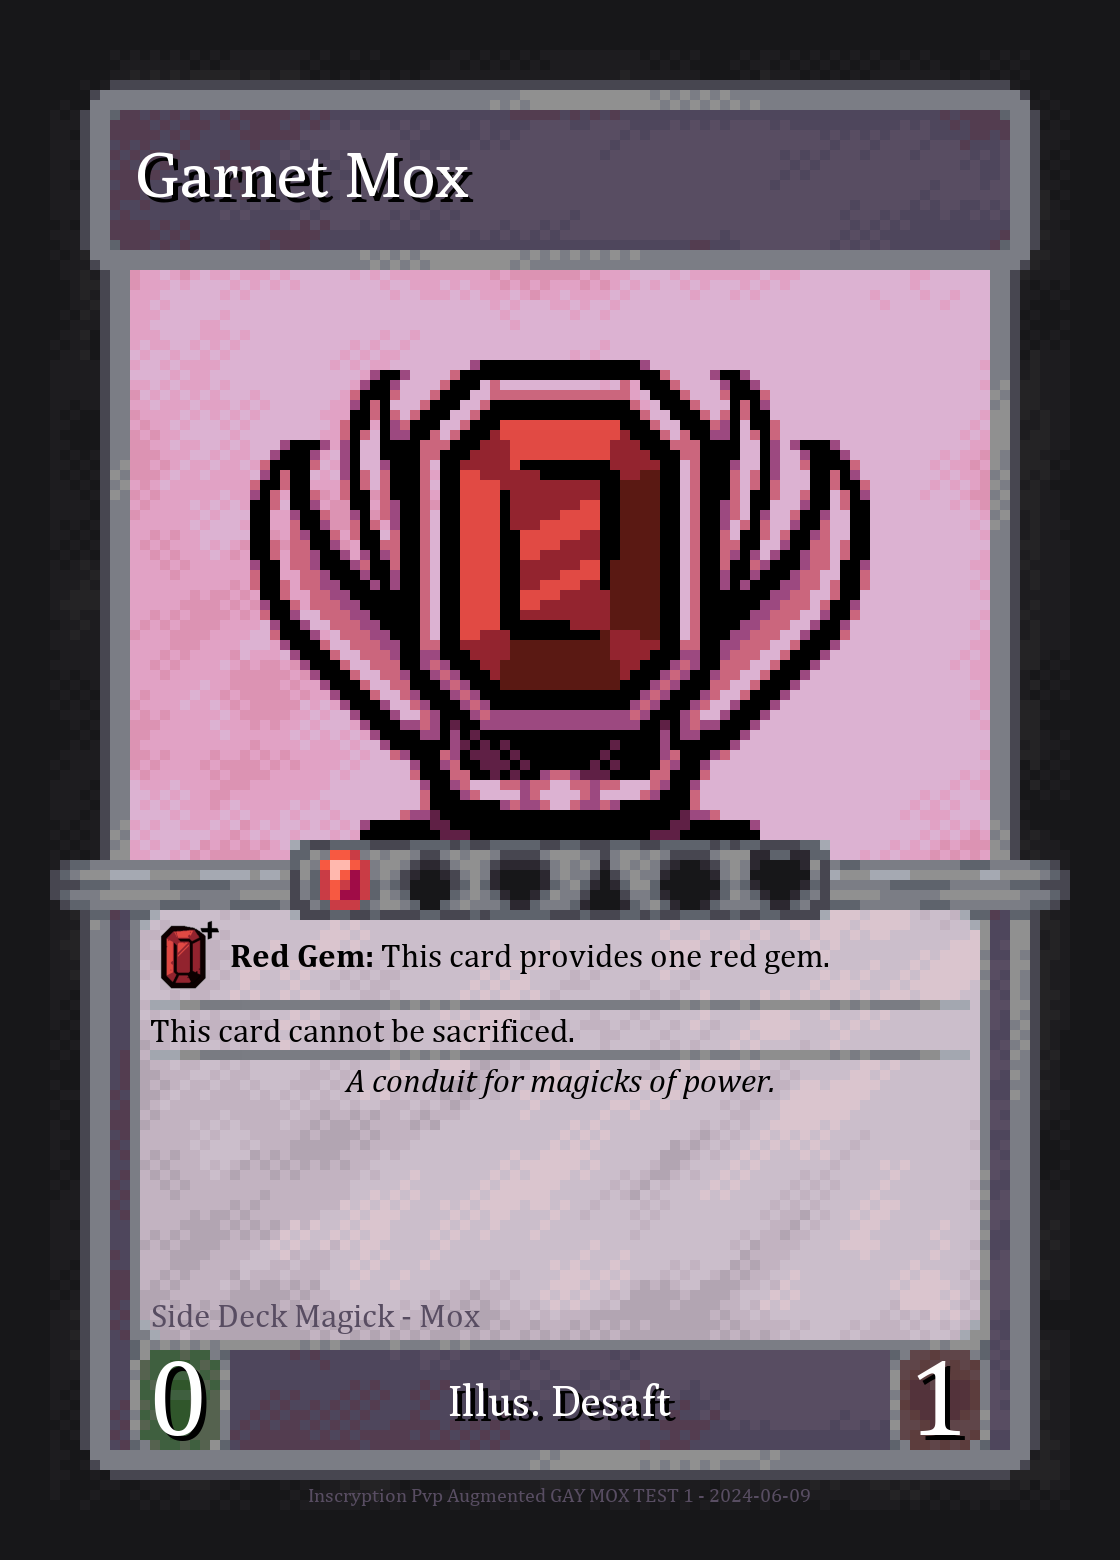 Garnet Mox
Red Gem: This card provides one red gem.
This card cannot be sacrificed.
A conduit for magicks of power.
Side Deck Magick - Mox
0
Illus. Desaft
1
Inscryption Pvp Augmented GAY MOX TEST 1 - 2024-06-09